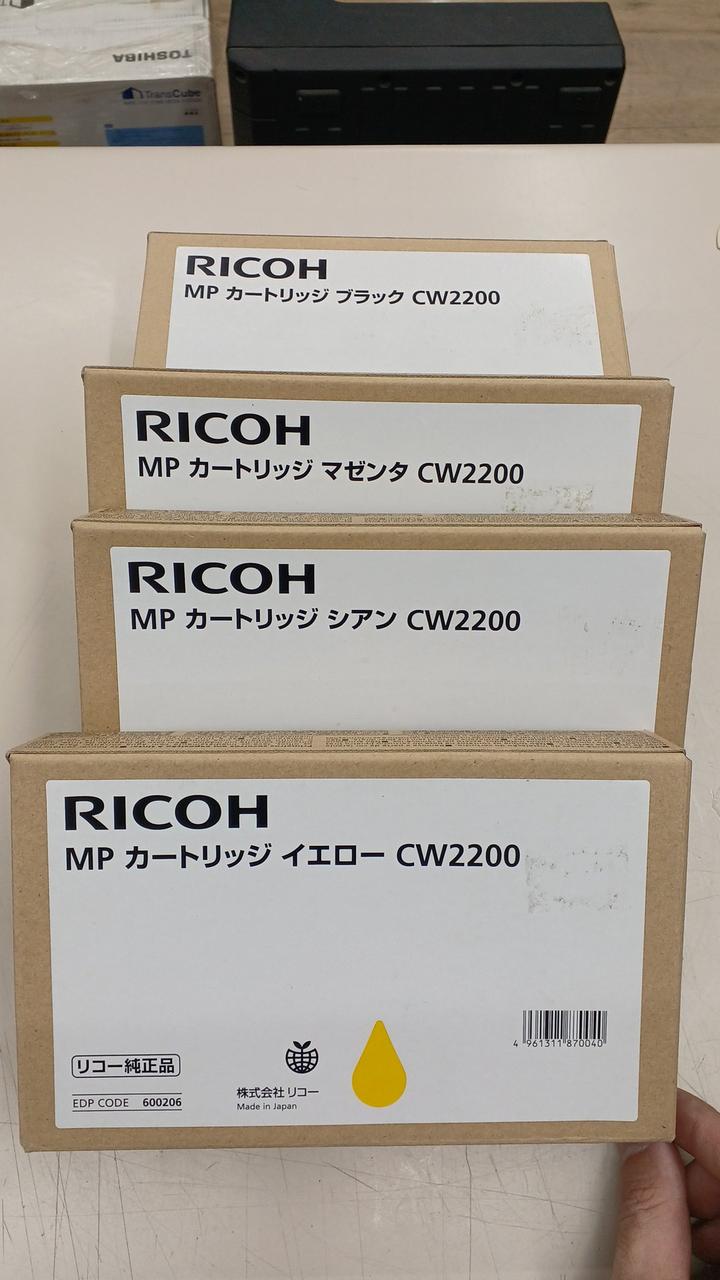 TOSHIBA
TransCube
RICOH
MP カートリッジ ブラック CW2200
RICOH
MP カートリッジ マゼンタ CW2200
RICOH
MP カートリッジ シアン CW2200
RICOH
MP カートリッジ イエロー CW2200
4 961311 870040
リコー純正品
株式会社 リコー
EDP CODE 600206
Made in Japan